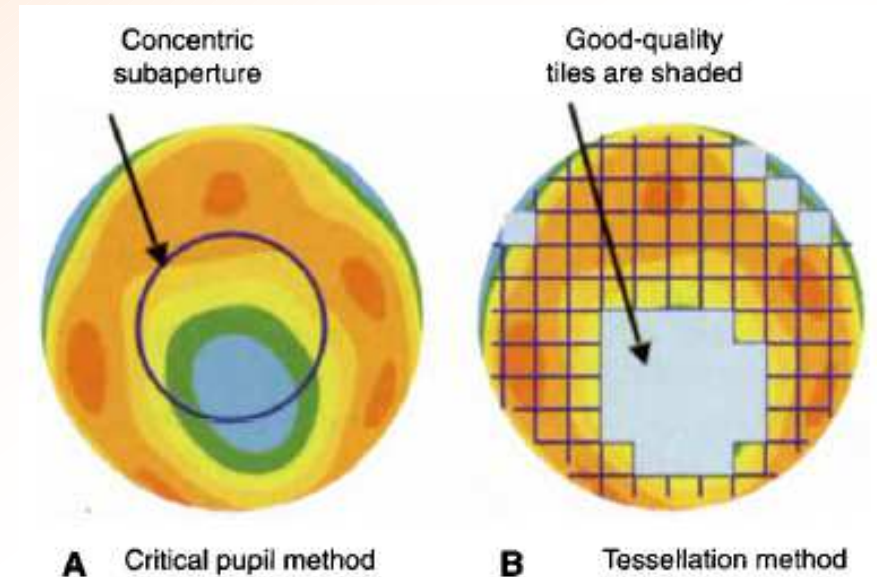 Concentric
subaperture
Good-quality
tiles are shaded
A Critical pupil method
B Tessellation method